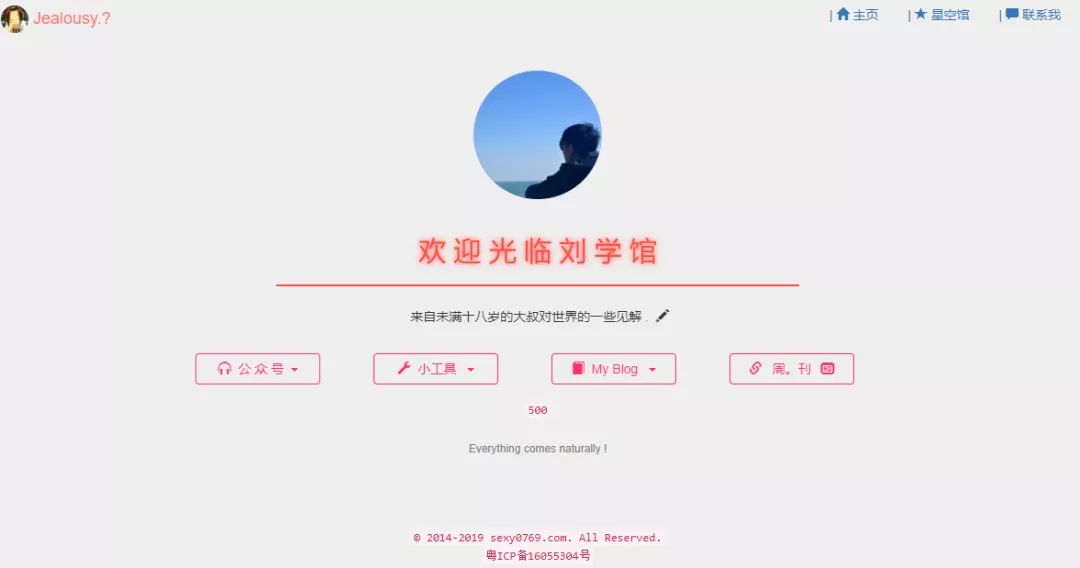 Jealousy.?
| 主页 | 星空馆 | 联系我
欢迎光临刘学馆
来自未满十八岁的大叔对世界的一些见解 .
公众号 小工具 My Blog 周。刊 HD
500
Everything comes naturally !
© 2014-2019 sexy0769.com. All Reserved.
粤ICP备16055304号